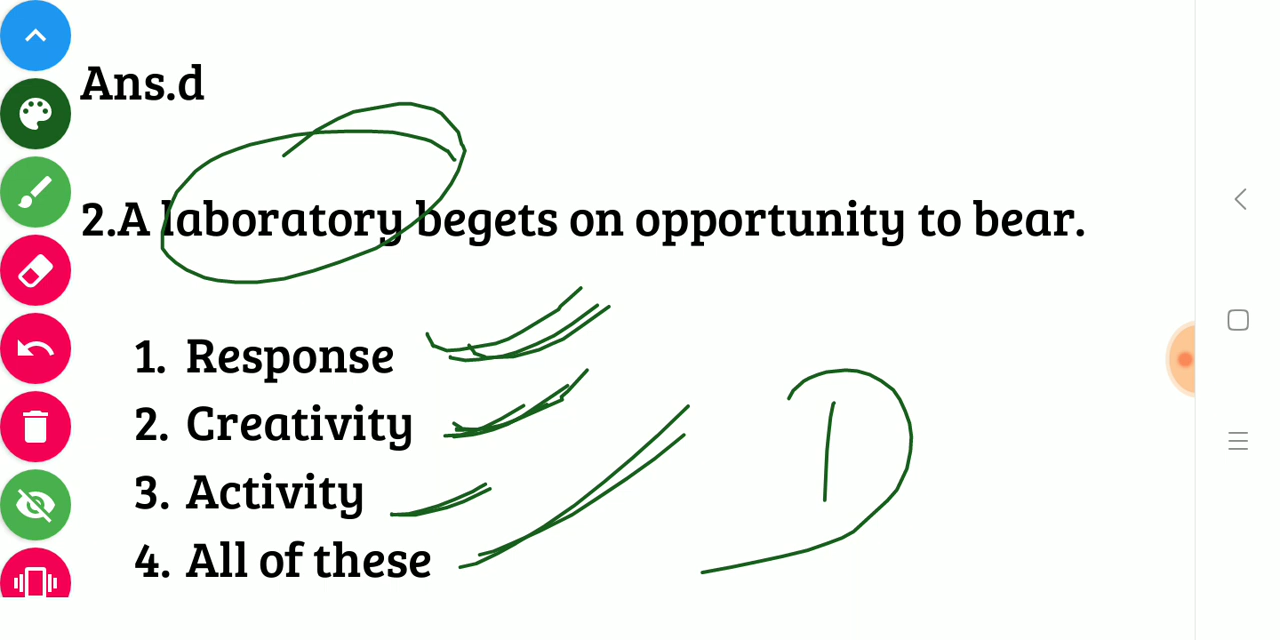 Ans.d
2.A laboratory begets on opportunity to bear.
1. Response
2. Creativity
3. Activity
4. All of these
D